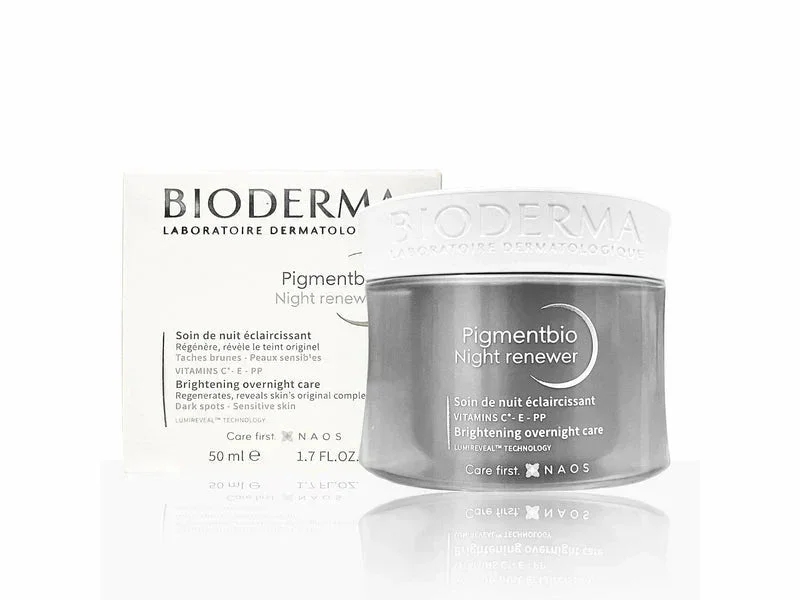 BIODERMA
LABORATOIRE DERMATOLO
Pigmentb
Night renew
Soin de nuit éclaircissant
Régénère, révèle le teint originel
Taches brunes - Peaux sensibles
VITAMINS C*- E - PP
Brightening overnight care
Regenerates, reveals skin's original comple
Dark spots - Sensitive skin
LUMIREVEAL™ TECHNOLOGY
Care first. NAOS
50 ml ℮ 1.7 FL.OZ.
BIODERMA
LABORATOIRE DERMATOLOGIQUE
Pigmentbio
Night renewer
Soin de nuit éclaircissant
VITAMINS C*- E - PP
Brightening overnight care
LUMIREVEAL™ TECHNOLOGY
Care first. NAOS